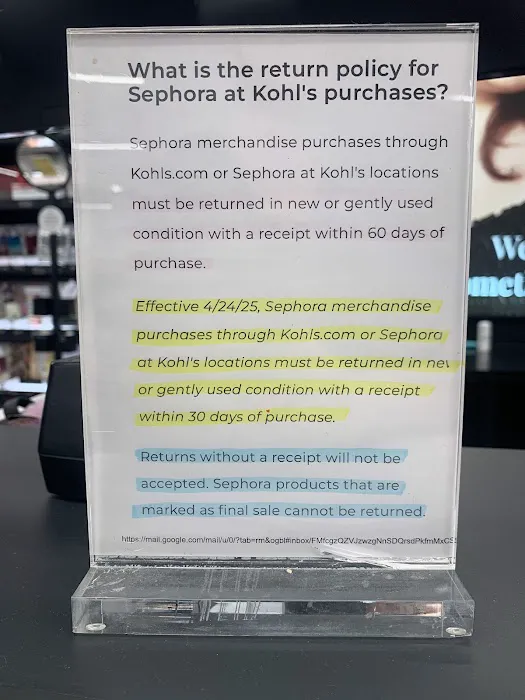 What is the return policy for
Sephora at Kohl's purchases?
Sephora merchandise purchases through
Kohls.com or Sephora at Kohl's locations
must be returned in new or gently used
condition with a receipt within 60 days of
purchase.
Effective 4/24/25, Sephora merchandise
purchases through Kohls.com or Sephora
at Kohl's locations must be returned in new
or gently used condition with a receipt
within 30 days of purchase.
Returns without a receipt will not be
accepted. Sephora products that are
marked as final sale cannot be returned.
We